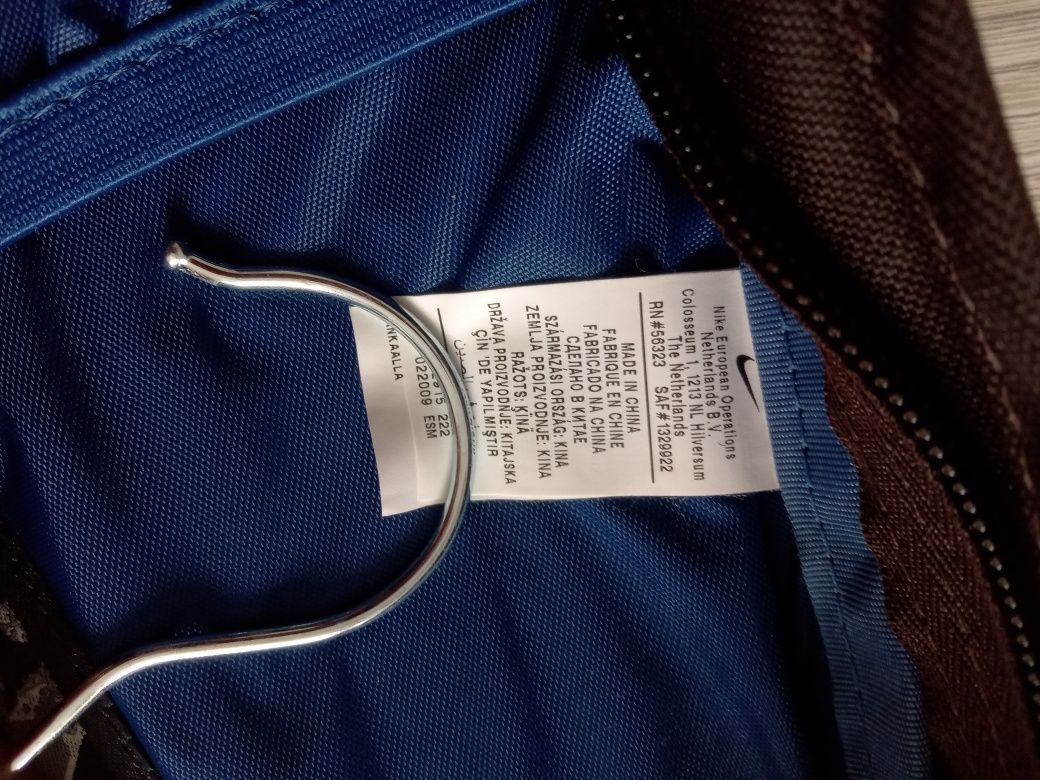 Nike European Operations
Netherlands B.V.
Colosseum 1, 1213 NL Hilversum
The Netherlands
RN#56323 SAF#1329922
MADE IN CHINA
FABRIQUE EN CHINE
FABRICADO NA CHINA
СДЕЛАНО В КИТАЕ
SZÁRMAZÁSI ORSZÁG: KINA
ZEMLJA PROIZVODNJE: KINA
RAŽOTS: ĶĪNĀ
DRŽAVA PROIZVODNJE: KITAJSKA
ÇİN 'DE YAPILMIŞTIR
222
022009 ESM